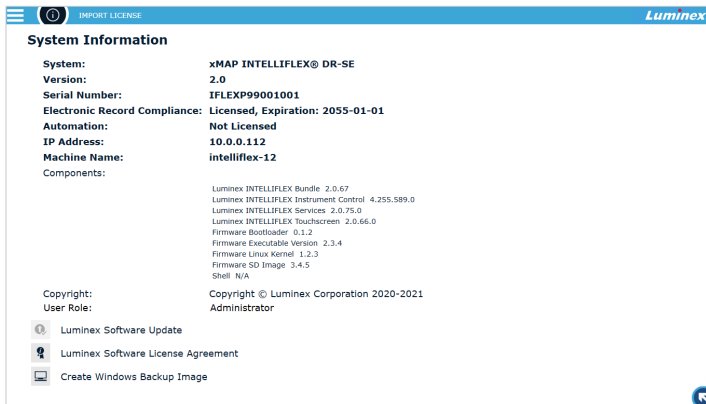 IMPORT LICENSE
Luminex
System Information
System: xMAP INTELLIFLEX® DR-SE
Version: 2.0
Serial Number: IFLEXP99001001
Electronic Record Compliance: Licensed, Expiration: 2055-01-01
Automation: Not Licensed
IP Address: 10.0.0.112
Machine Name: intelliflex-12
Components:
Luminex INTELLIFLEX Bundle 2.0.67
Luminex INTELLIFLEX Instrument Control 4.255.589.0
Luminex INTELLIFLEX Services 2.0.75.0
Luminex INTELLIFLEX Touchscreen 2.0.66.0
Firmware Bootloader 0.1.2
Firmware Executable Version 2.3.4
Firmware Linux Kernel 1.2.3
Firmware SD Image 3.4.5
Shell N/A
Copyright: Copyright © Luminex Corporation 2020-2021
User Role: Administrator
Luminex Software Update
Luminex Software License Agreement
Create Windows Backup Image